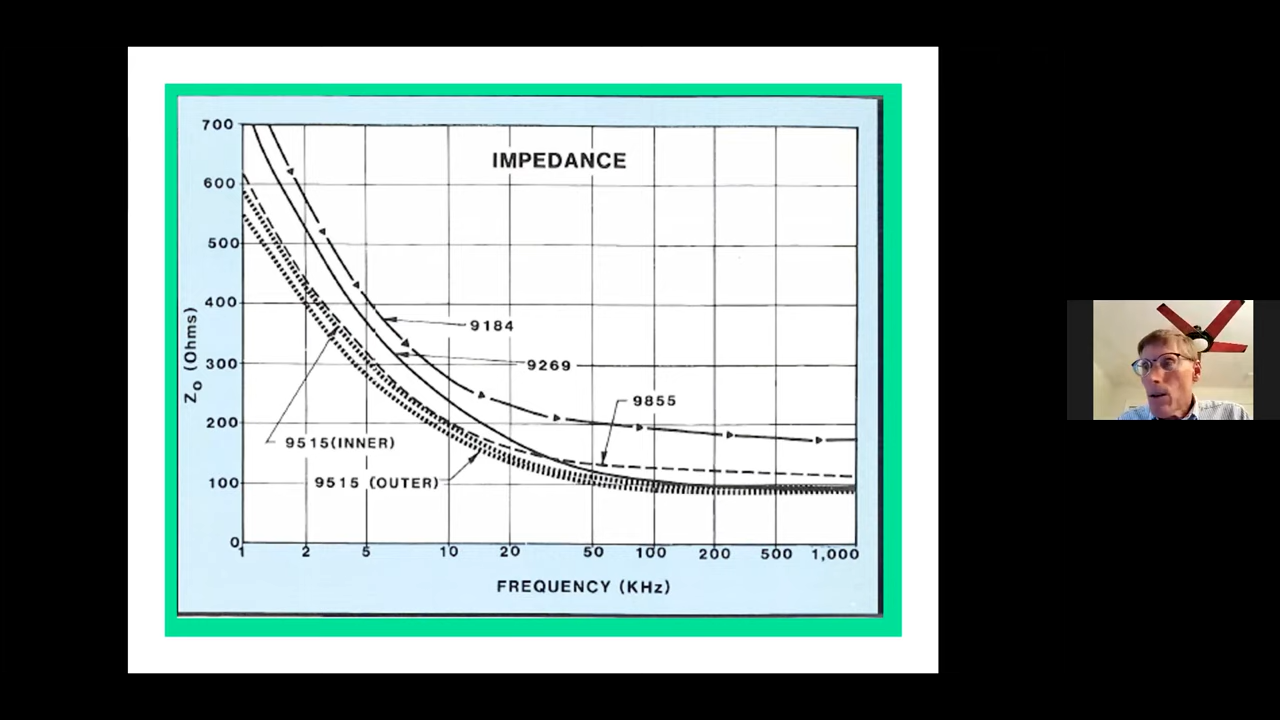 IMPEDANCE
700
600
500
400
300
200
100
0
Zo (Ohms)
9184
9269
9855
9515(INNER)
9515 (OUTER)
1 2 5 10 20 50 100 200 500 1,000
FREQUENCY (KHz)